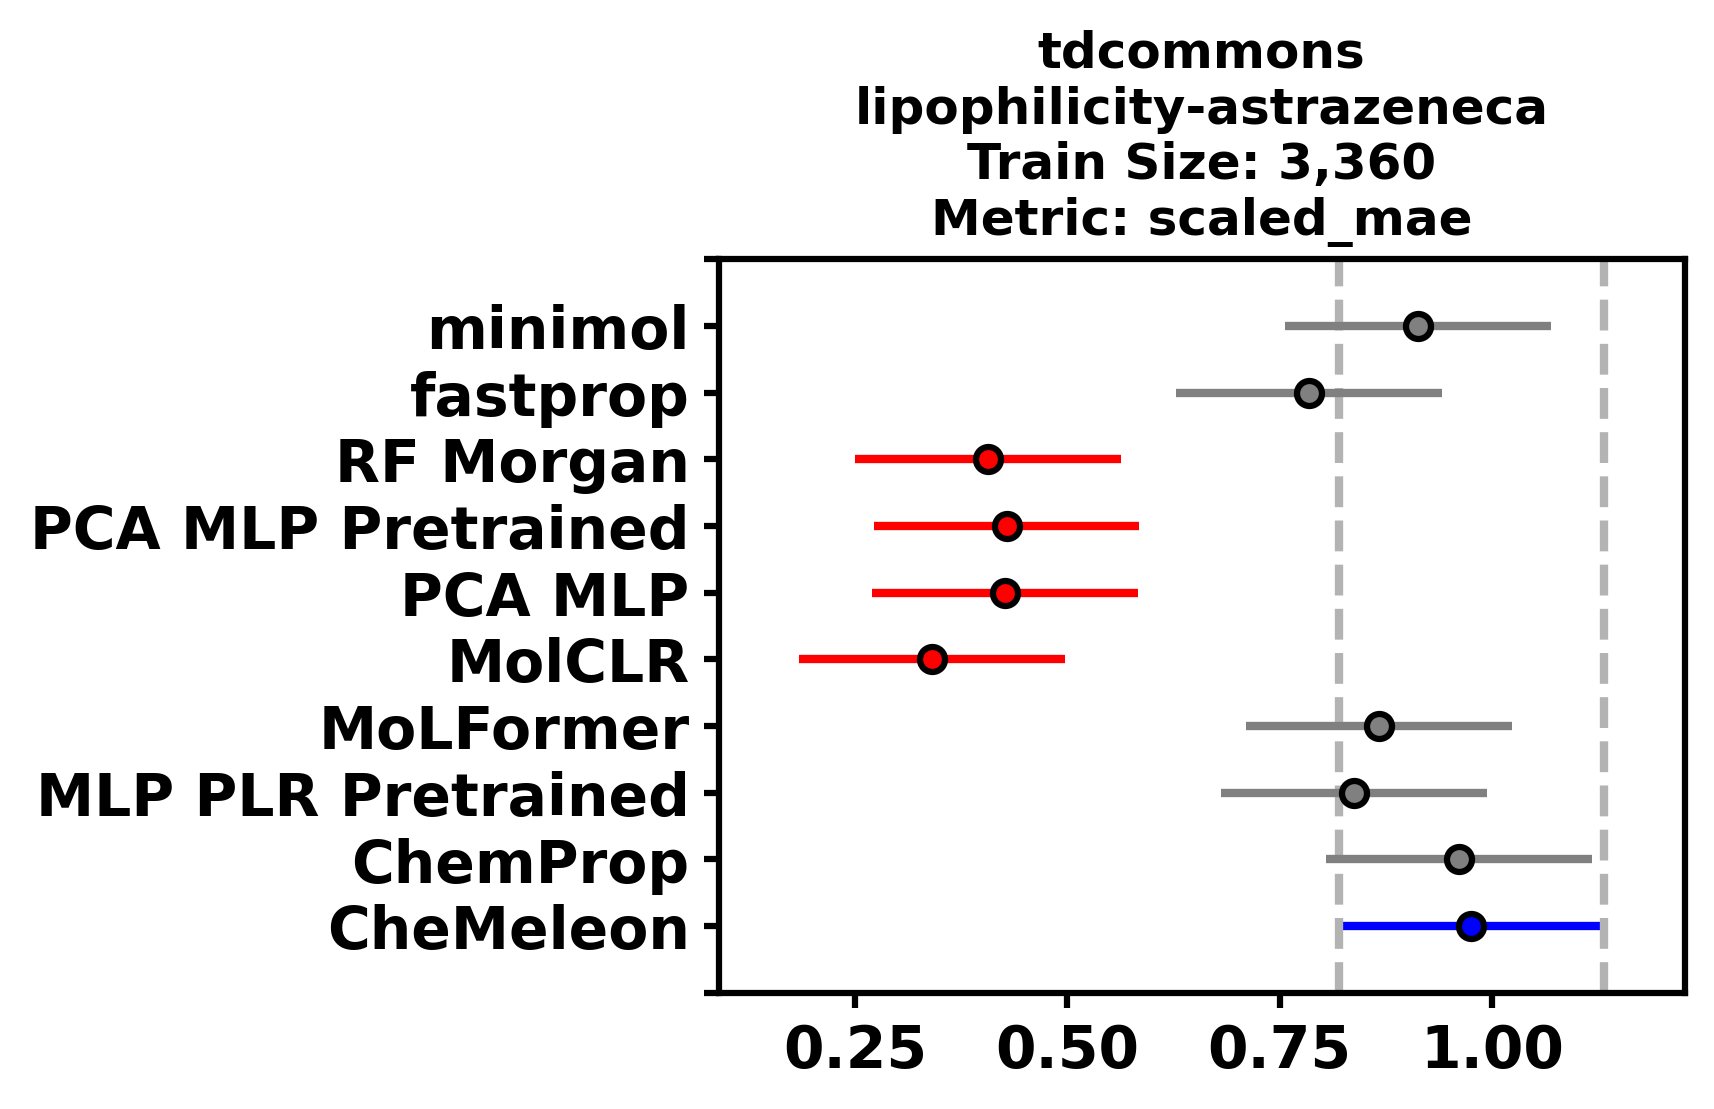 tdcommons
lipophilicity-astrazeneca
Train Size: 3,360
Metric: scaled_mae
minimol
fastprop
RF Morgan
PCA MLP Pretrained
PCA MLP
MolCLR
MoLFormer
MLP PLR Pretrained
ChemProp
CheMeleon
0.25 0.50 0.75 1.00